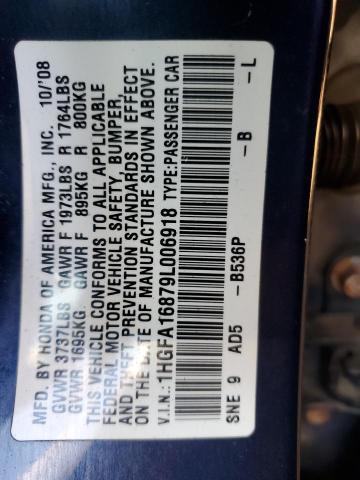 MFD. BY HONDA OF AMERICA MFG., INC. 10/'08
GVWR 3737LBS GAWR F 1973LBS R 1764LBS
GVWR 1695KG GAWR F 895KG R 800KG
THIS VEHICLE CONFORMS TO ALL APPLICABLE
FEDERAL MOTOR VEHICLE SAFETY, BUMPER,
AND THEFT PREVENTION STANDARDS IN EFFECT
ON THE DATE OF MANUFACTURE SHOWN ABOVE.
V.I.N.: 1HGFA16879L006918 TYPE:PASSENGER CAR
SNE 9 AD5 -B536P -B -L